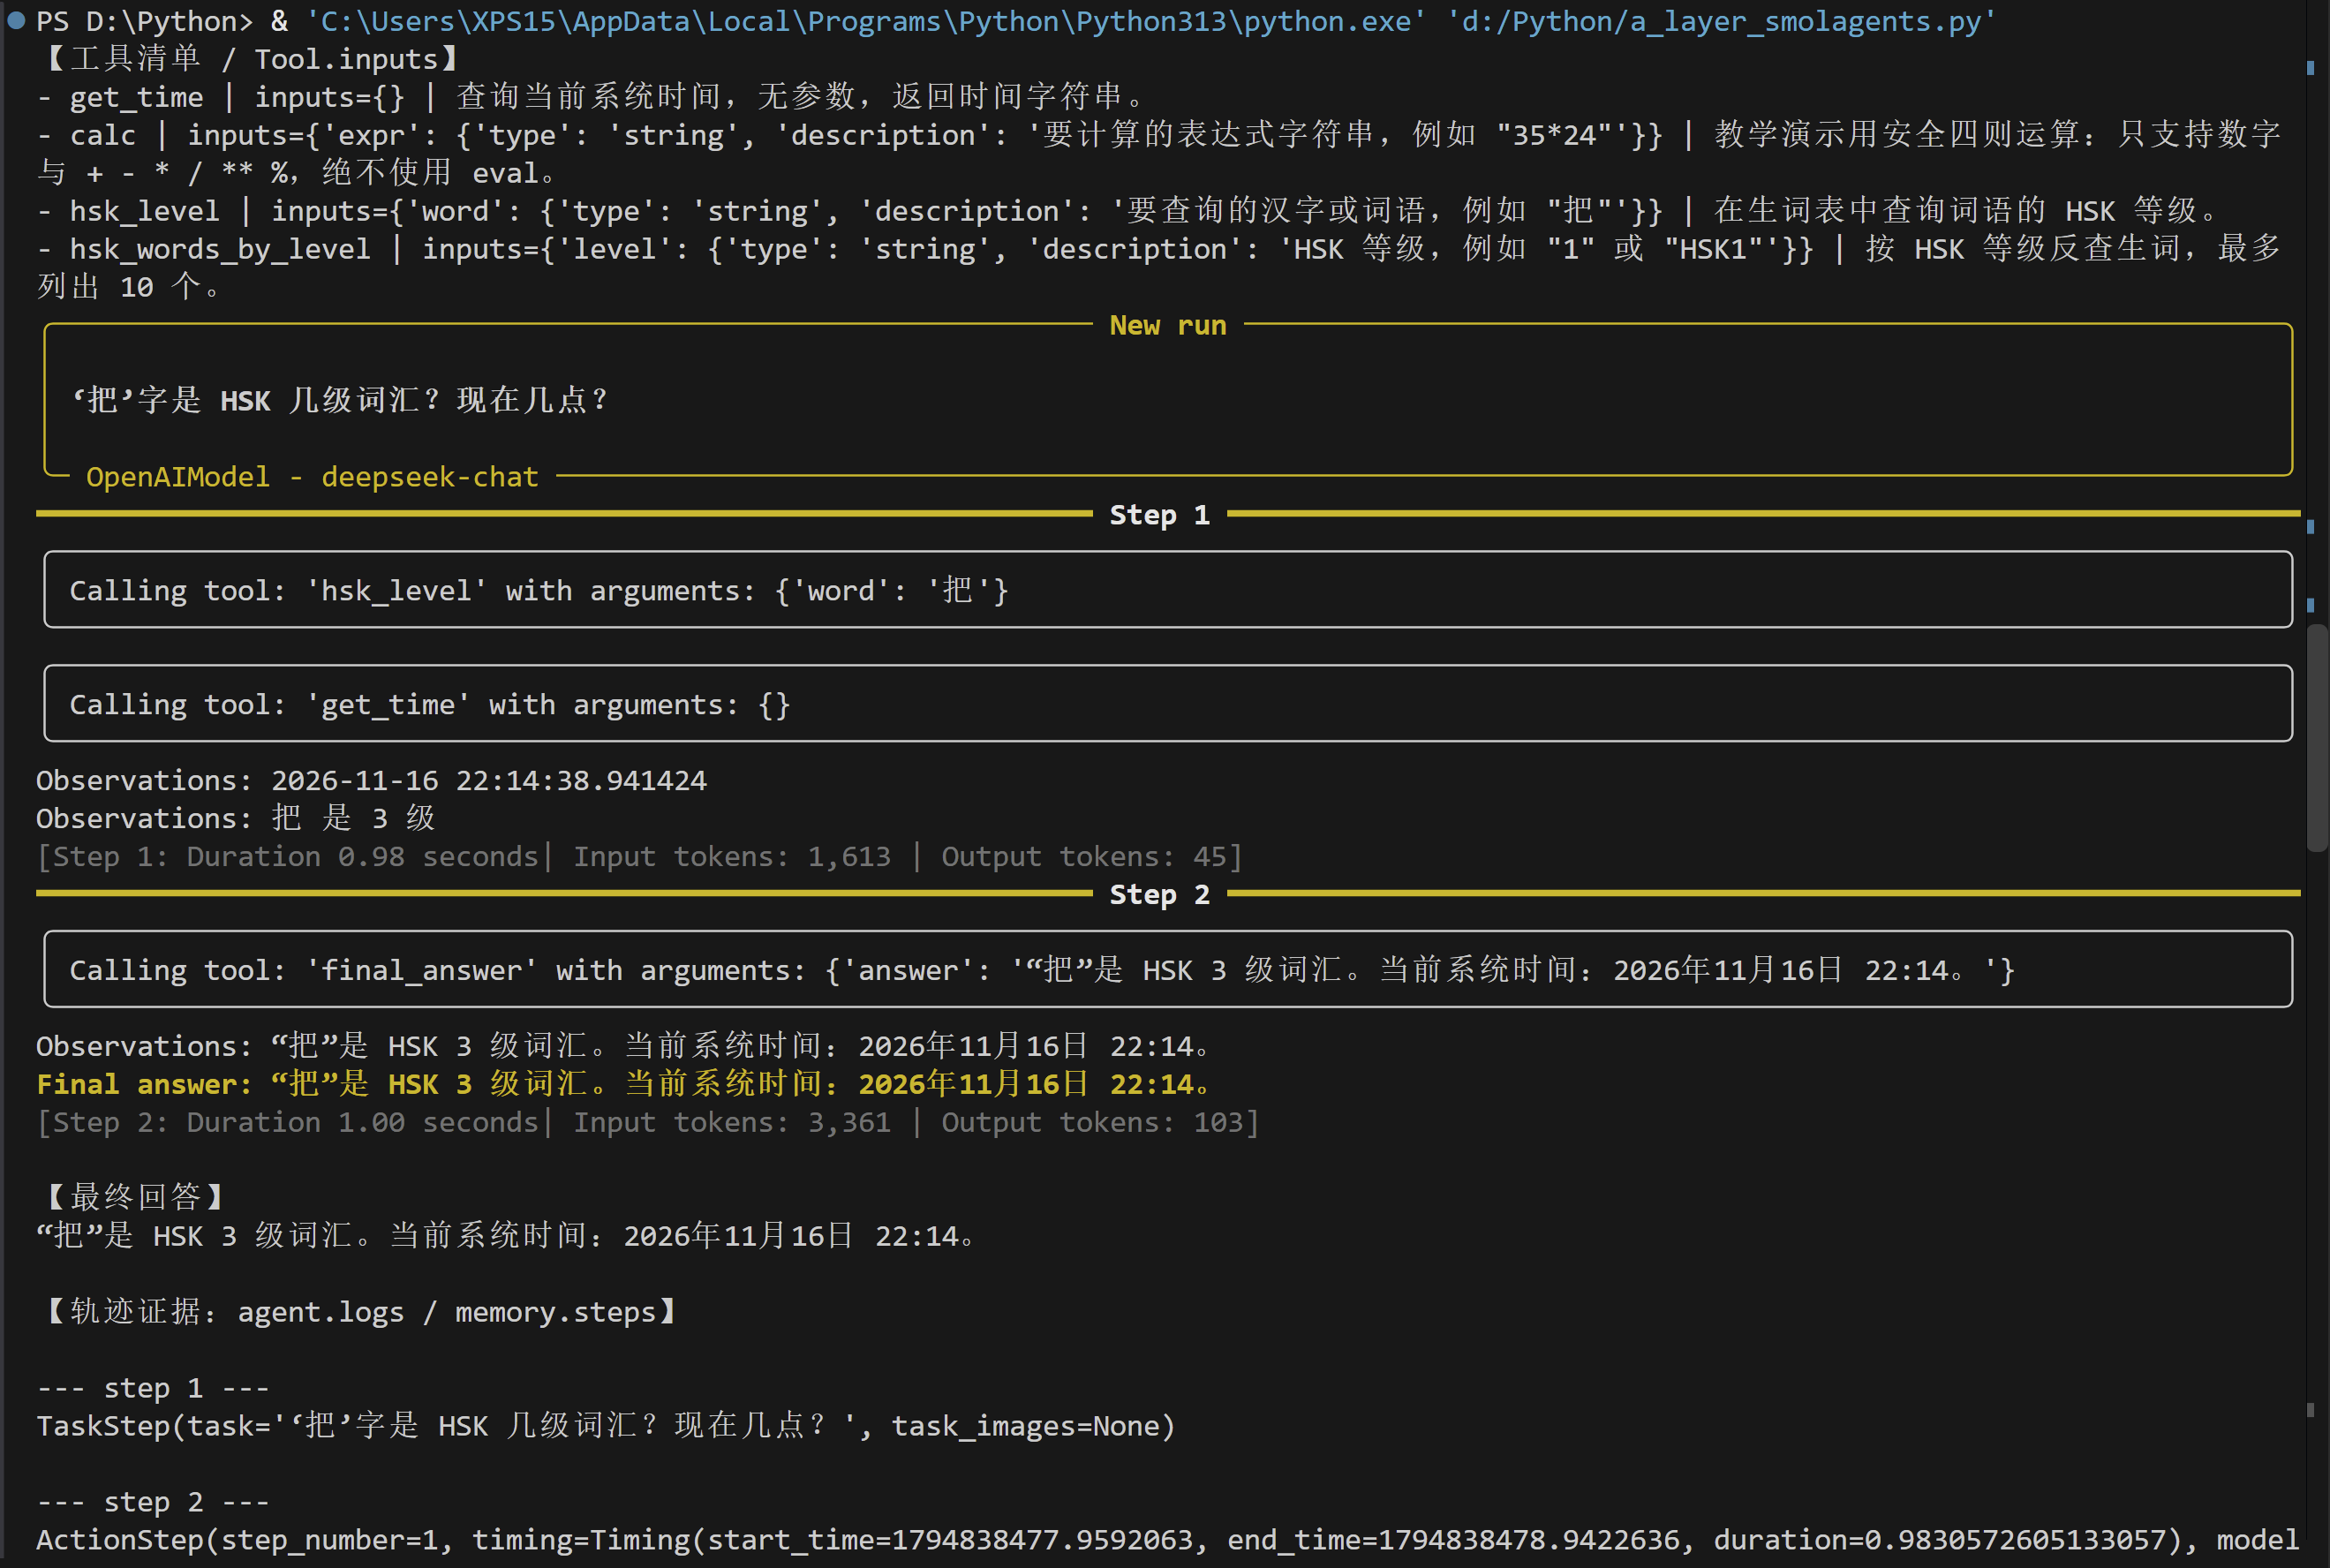 PS D:\Python> & 'C:\Users\XPS15\AppData\Local\Programs\Python\Python313\python.exe' 'd:/Python/a_layer_smolagents.py'
【工具清单 / Tool.inputs】
- get_time | inputs={} | 查询当前系统时间，无参数，返回时间字符串。
- calc | inputs={'expr': {'type': 'string', 'description': '要计算的表达式字符串，例如 "35*24"'}} | 教学演示用安全四则运算：只支持数字
与 + - * / ** %，绝不使用 eval。
- hsk_level | inputs={'word': {'type': 'string', 'description': '要查询的汉字或词语，例如 "把"'}} | 在生词表中查询词语的 HSK 等级。
- hsk_words_by_level | inputs={'level': {'type': 'string', 'description': 'HSK 等级，例如 "1" 或 "HSK1"'}} | 按 HSK 等级反查生词，最多
列出 10 个。
New run
‘把’字是 HSK 几级词汇？现在几点？
OpenAIModel - deepseek-chat
Step 1
Calling tool: 'hsk_level' with arguments: {'word': '把'}
Calling tool: 'get_time' with arguments: {}
Observations: 2026-11-16 22:14:38.941424
Observations: 把 是 3 级
[Step 1: Duration 0.98 seconds| Input tokens: 1,613 | Output tokens: 45]
Step 2
Calling tool: 'final_answer' with arguments: {'answer': '“把”是 HSK 3 级词汇。当前系统时间：2026年11月16日 22:14。'}
Observations: “把”是 HSK 3 级词汇。当前系统时间：2026年11月16日 22:14。
Final answer: “把”是 HSK 3 级词汇。当前系统时间：2026年11月16日 22:14。
[Step 2: Duration 1.00 seconds| Input tokens: 3,361 | Output tokens: 103]
【最终回答】
“把”是 HSK 3 级词汇。当前系统时间：2026年11月16日 22:14。
【轨迹证据：agent.logs / memory.steps】
--- step 1 ---
TaskStep(task='‘把’字是 HSK 几级词汇？现在几点？', task_images=None)
--- step 2 ---
ActionStep(step_number=1, timing=Timing(start_time=1794838477.9592063, end_time=1794838478.9422636, duration=0.9830572605133057), model